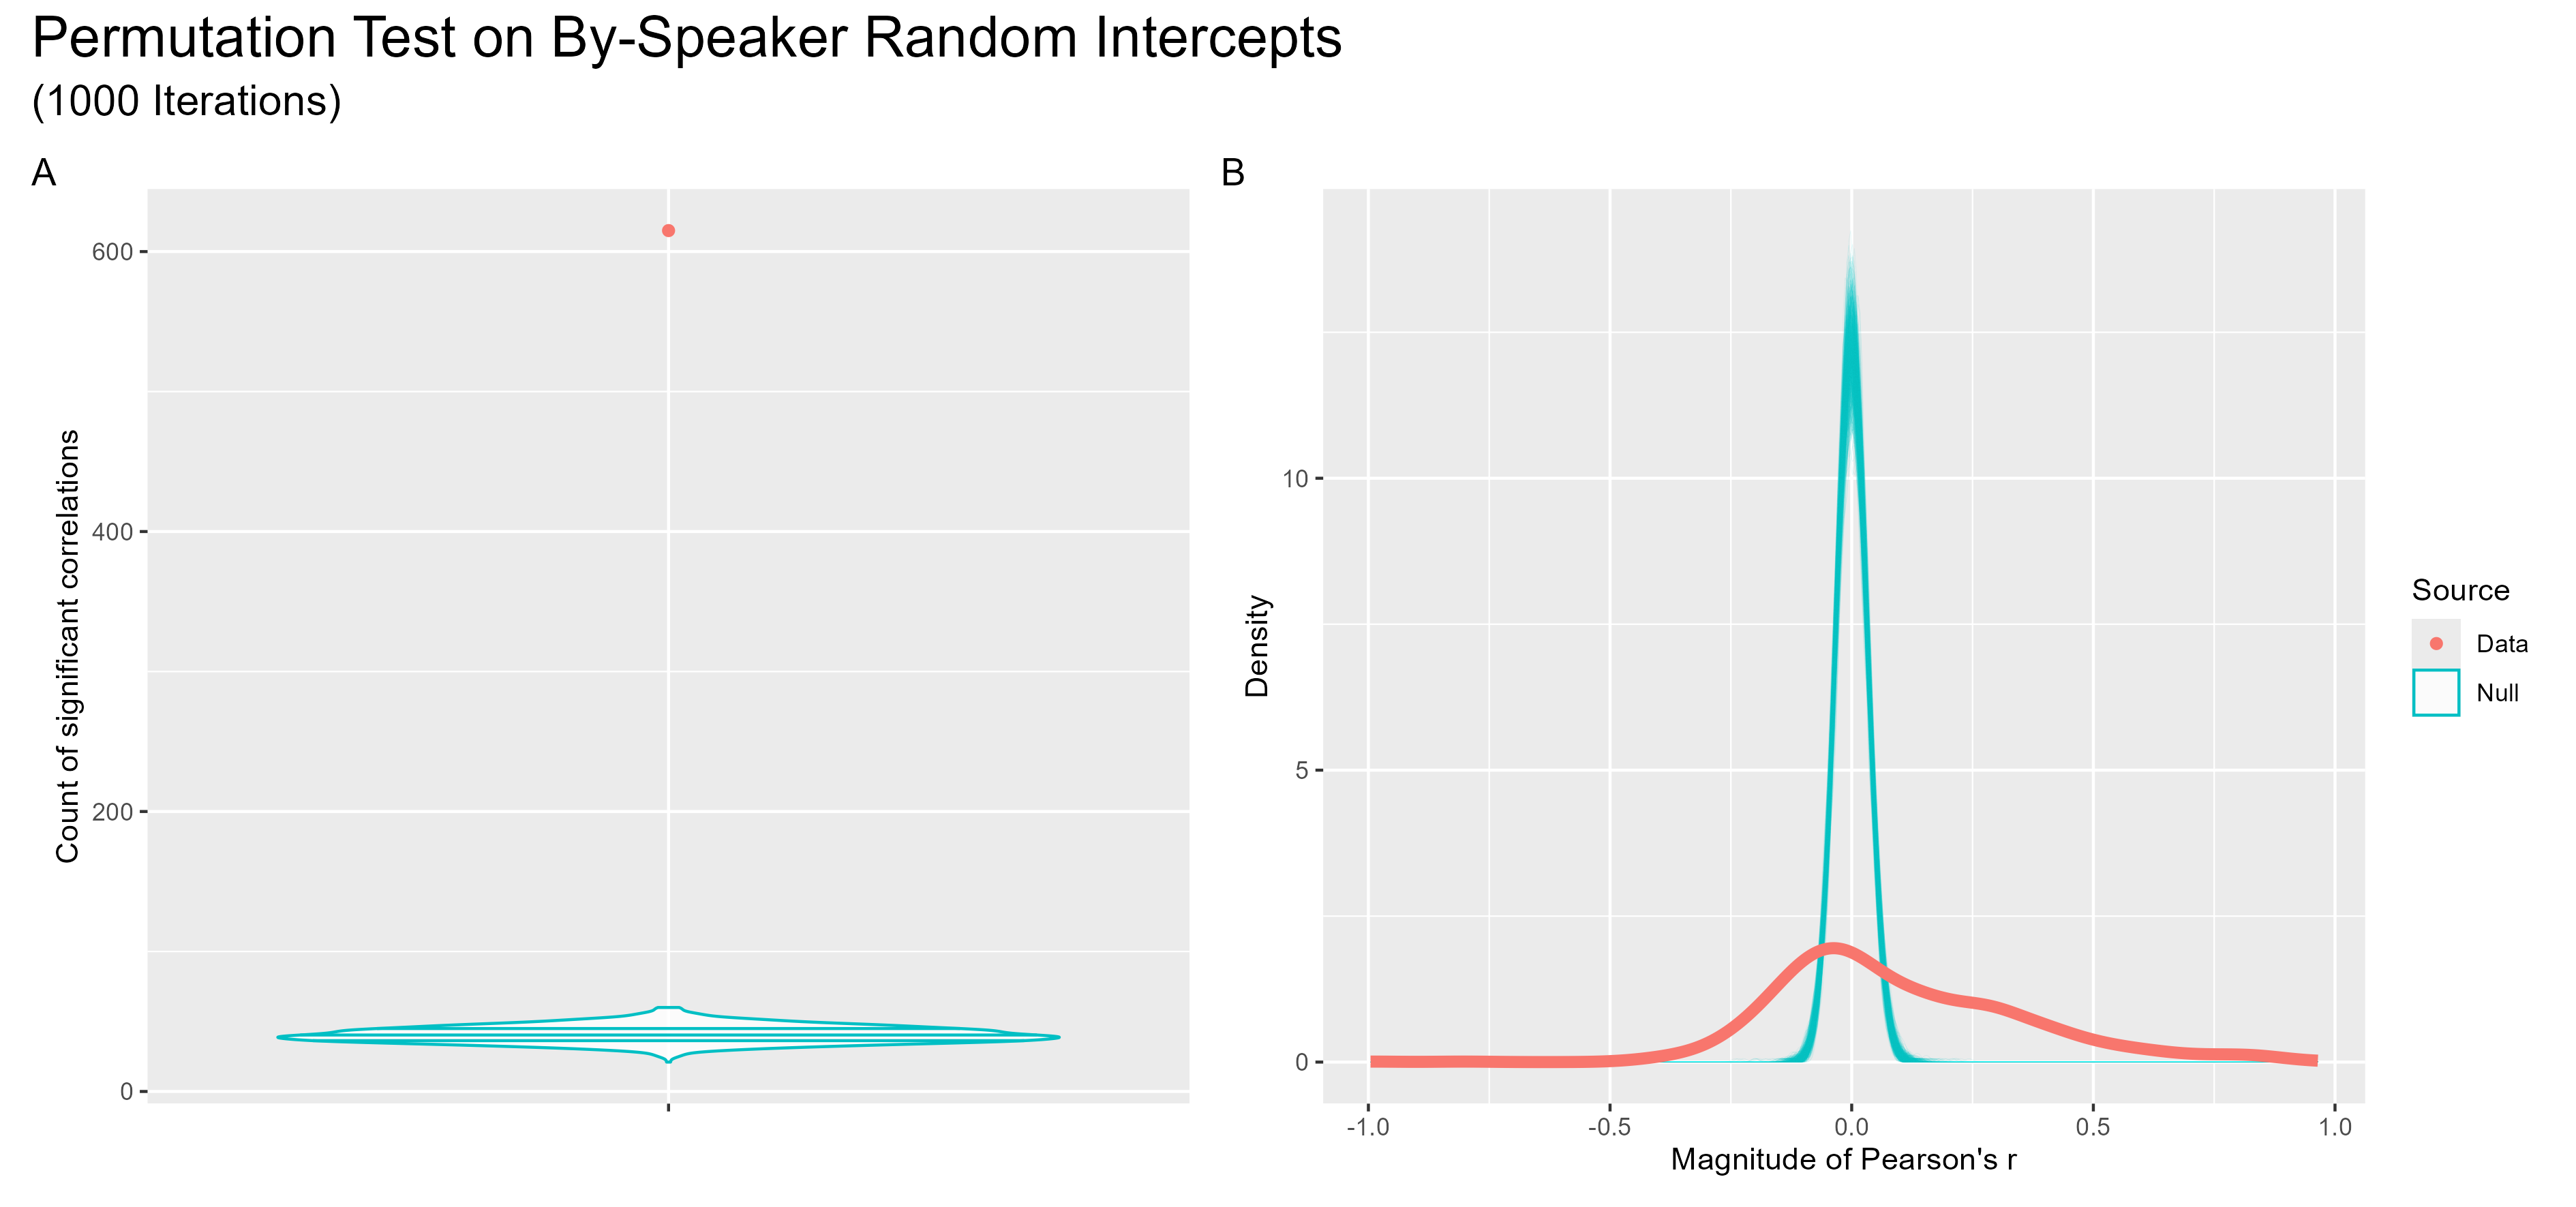 Permutation Test on By-Speaker Random Intercepts
(1000 Iterations)
A
Count of significant correlations
600
400
200
0
B
Density
10
5
0
-1.0
-0.5
0.0
0.5
1.0
Magnitude of Pearson's r
Source
Data
Null